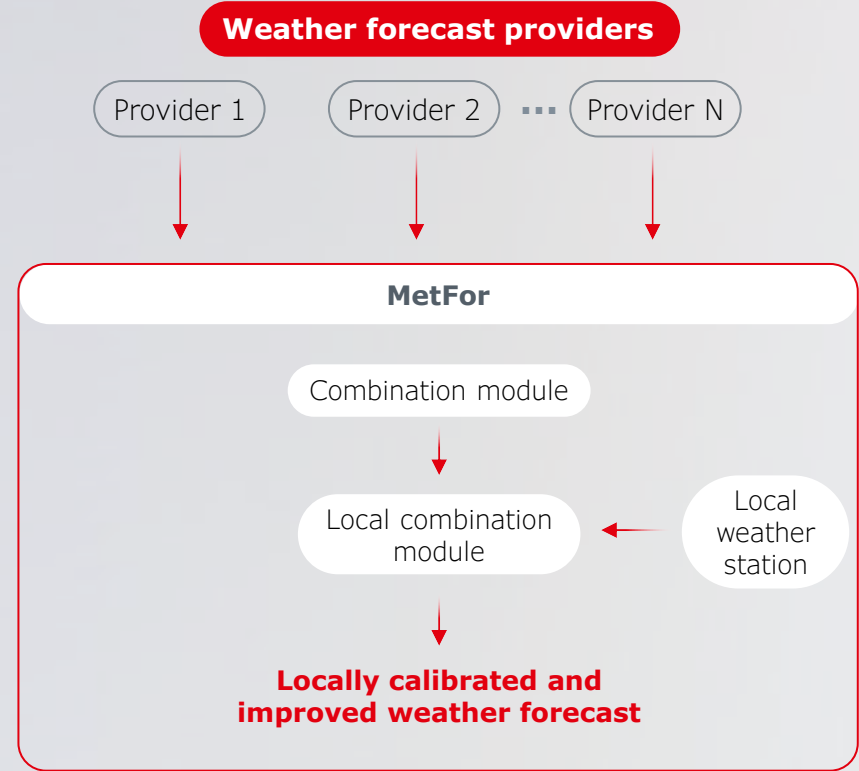 Weather forecast providers
Provider 1
Provider 2
...
Provider N
MetFor
Combination module
Local combination
module
Local
weather
station
Locally calibrated and
improved weather forecast